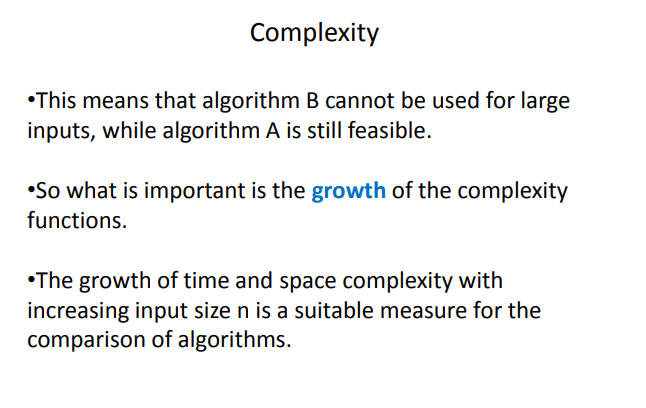 Complexity
•This means that algorithm B cannot be used for large
inputs, while algorithm A is still feasible.
•So what is important is the growth of the complexity
functions.
•The growth of time and space complexity with
increasing input size n is a suitable measure for the
comparison of algorithms.